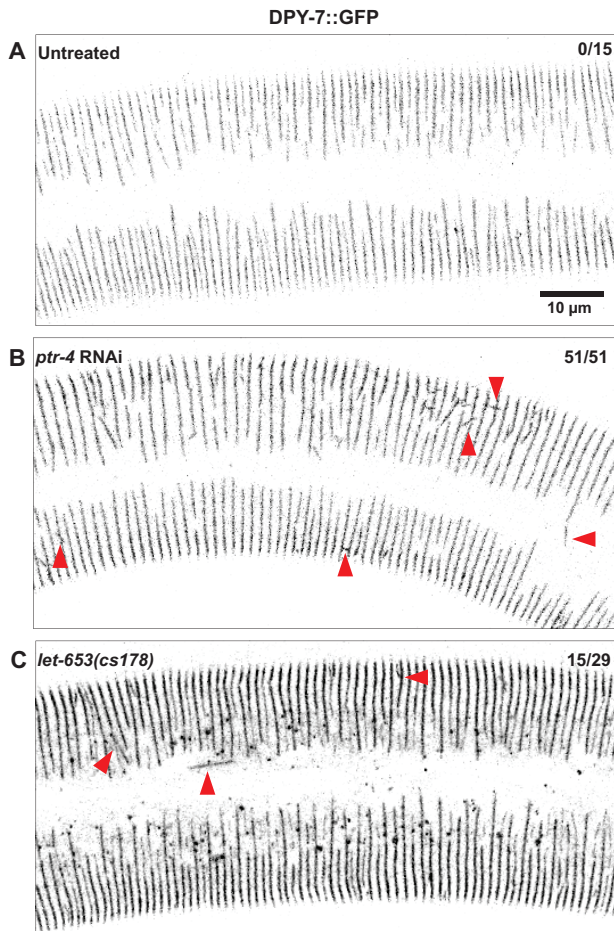 DPY-7::GFP
A Untreated 0/15
10 µm
B ptr-4 RNAi 51/51
C let-653(cs178) 15/29